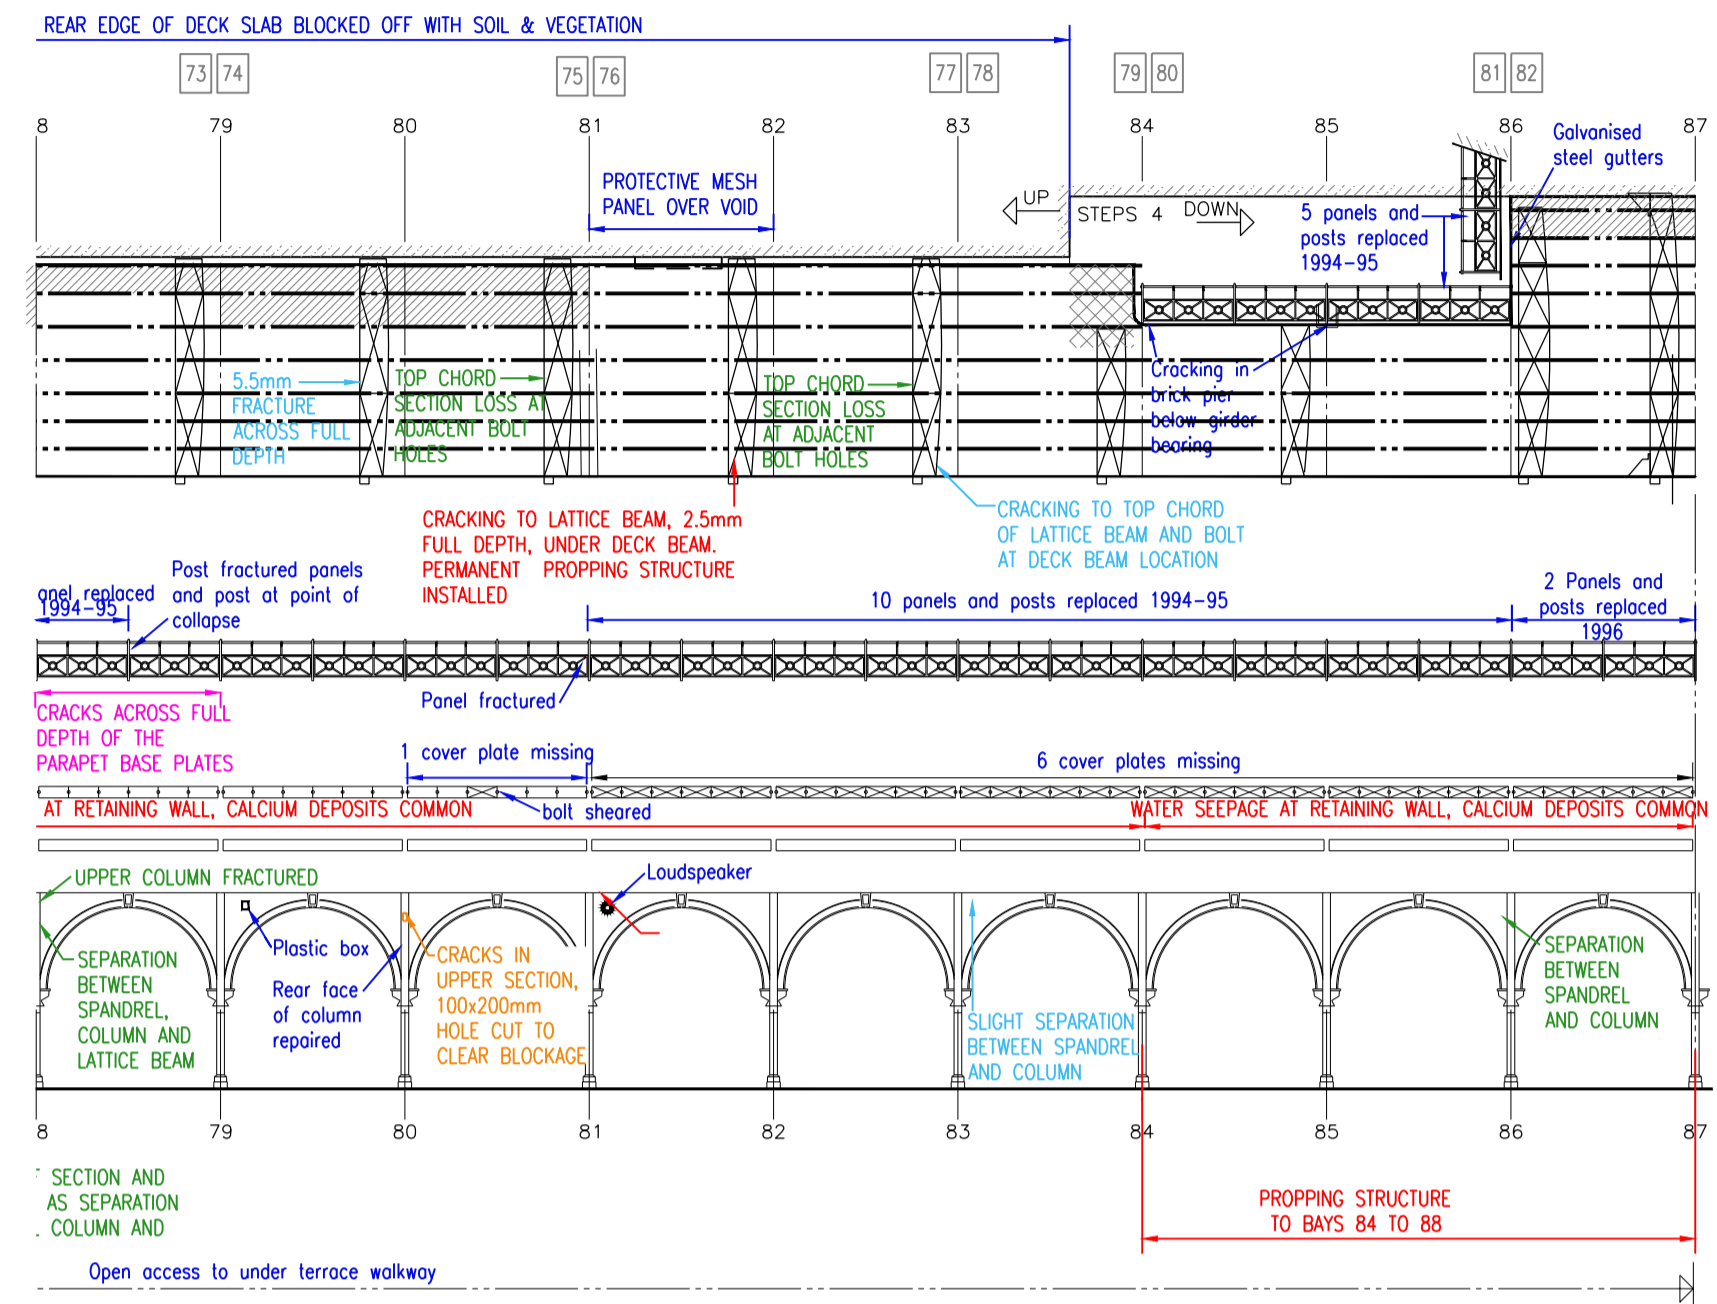 REAR EDGE OF DECK SLAB BLOCKED OFF WITH SOIL & VEGETATION
73 74 75 76 77 78 79 80 81 82
8 79 80 81 82 83 84 85 86 87
Galvanised
steel gutters
PROTECTIVE MESH
PANEL OVER VOID
UP
STEPS 4 DOWN
5 panels and
posts replaced
1994-95
5.5mm
FRACTURE
ACROSS FULL
DEPTH
TOP CHORD
SECTION LOSS AT
ADJACENT BOLT
HOLES
TOP CHORD
SECTION LOSS
AT ADJACENT
BOLT HOLES
Cracking in
brick pier
below girder
bearing
CRACKING TO LATTICE BEAM, 2.5mm
FULL DEPTH, UNDER DECK BEAM.
PERMANENT PROPPING STRUCTURE
INSTALLED
CRACKING TO TOP CHORD
OF LATTICE BEAM AND BOLT
AT DECK BEAM LOCATION
anel replaced
1994-95
Post fractured panels
and post at point of
collapse
10 panels and posts replaced 1994-95
2 Panels and
posts replaced
1996
Panel fractured
CRACKS ACROSS FULL
DEPTH OF THE
PARAPET BASE PLATES
1 cover plate missing
6 cover plates missing
bolt sheared
AT RETAINING WALL, CALCIUM DEPOSITS COMMON
WATER SEEPAGE AT RETAINING WALL, CALCIUM DEPOSITS COMMON
UPPER COLUMN FRACTURED
Loudspeaker
SEPARATION
BETWEEN
SPANDREL,
COLUMN AND
LATTICE BEAM
Plastic box
Rear face
of column
repaired
CRACKS IN
UPPER SECTION,
100x200mm
HOLE CUT TO
CLEAR BLOCKAGE
SLIGHT SEPARATION
BETWEEN SPANDREL
AND COLUMN
SEPARATION
BETWEEN
SPANDREL
AND COLUMN
8 79 80 81 82 83 84 85 86 87
SECTION AND
AS SEPARATION
COLUMN AND
PROPPING STRUCTURE
TO BAYS 84 TO 88
Open access to under terrace walkway